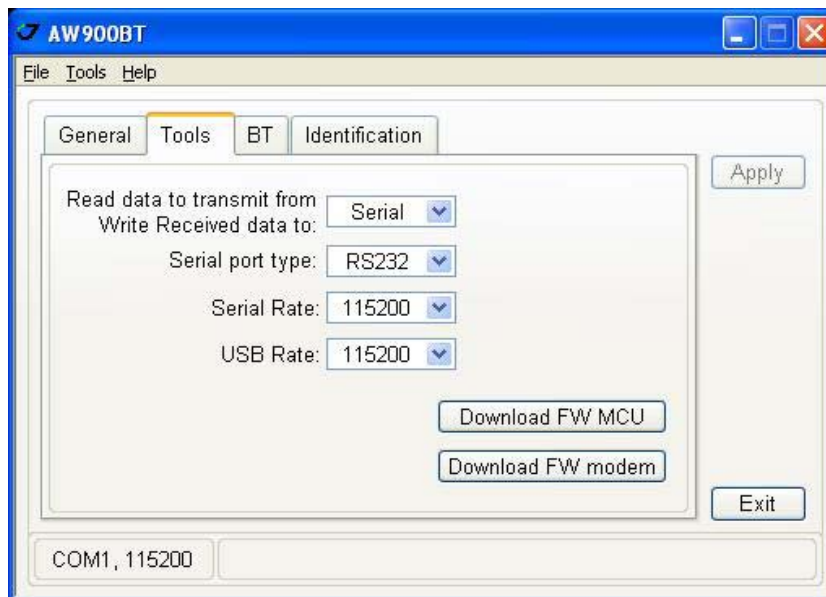 AW900BT
File Tools Help
General Tools BT Identification
Apply
Read data to transmit from
Write Received data to:
Serial
Serial port type: RS232
Serial Rate: 115200
USB Rate: 115200
Download FW MCU
Download FW modem
Exit
COM1, 115200